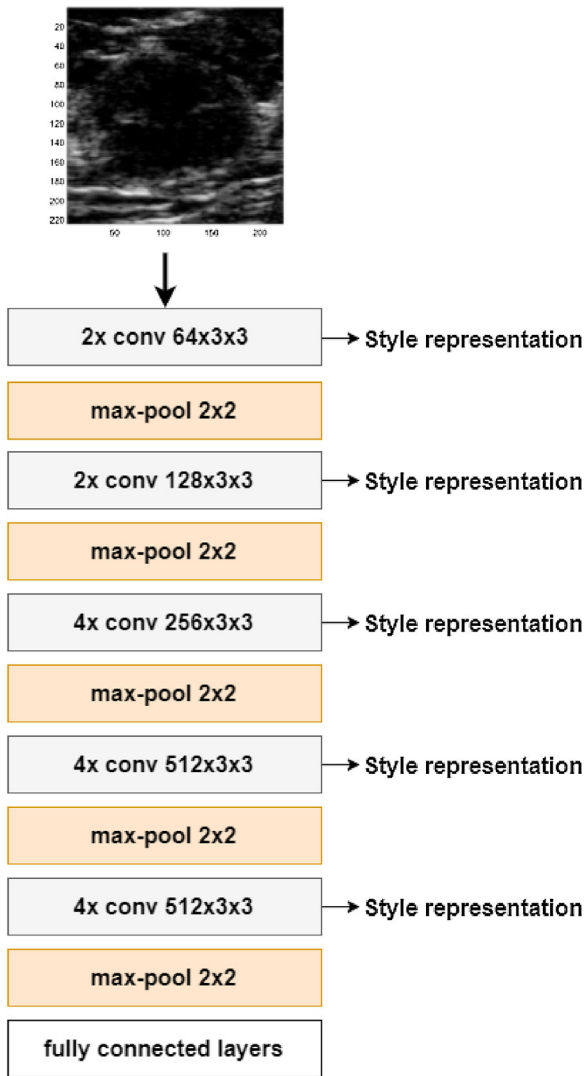 20
40
60
80
100
120
140
160
180
200
220
50 100 150 200
2x conv 64x3x3 Style representation
max-pool 2x2
2x conv 128x3x3 Style representation
max-pool 2x2
4x conv 256x3x3 Style representation
max-pool 2x2
4x conv 512x3x3 Style representation
max-pool 2x2
4x conv 512x3x3 Style representation
max-pool 2x2
fully connected layers